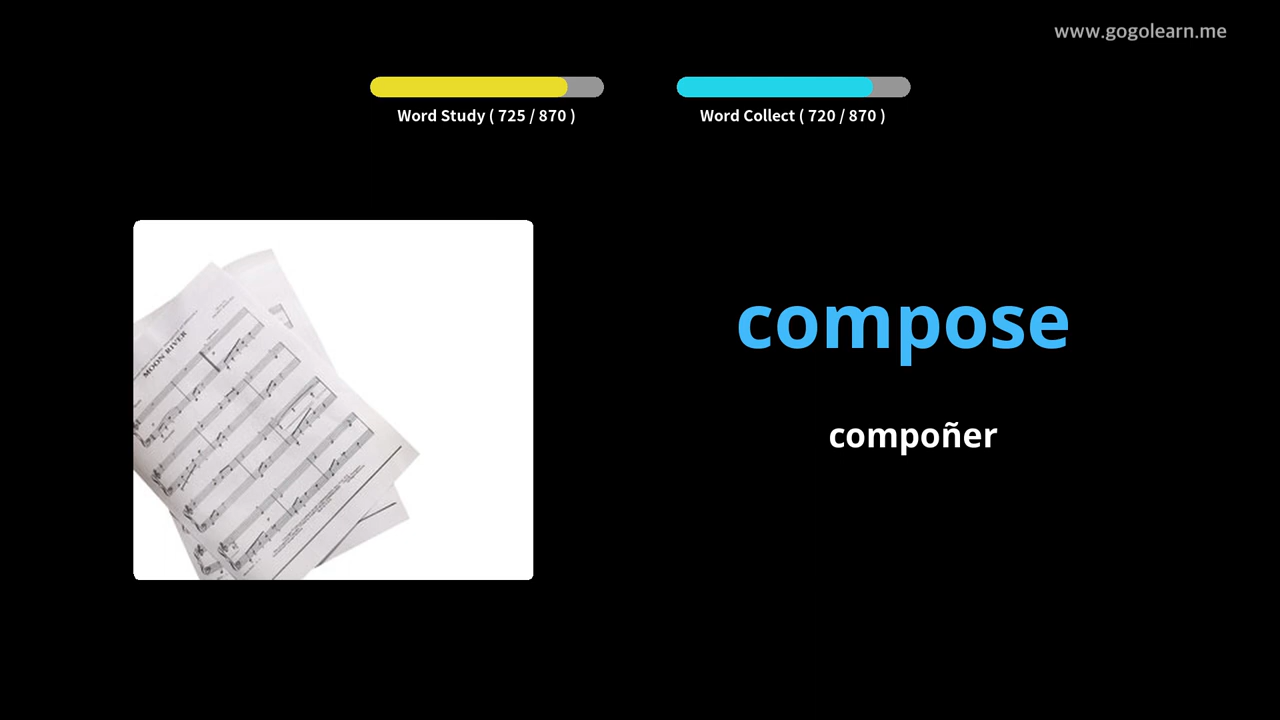 www.gogolearn.me
Word Study ( 725 / 870 )
Word Collect ( 720 / 870 )
MOON RIVER
compose
compoñer